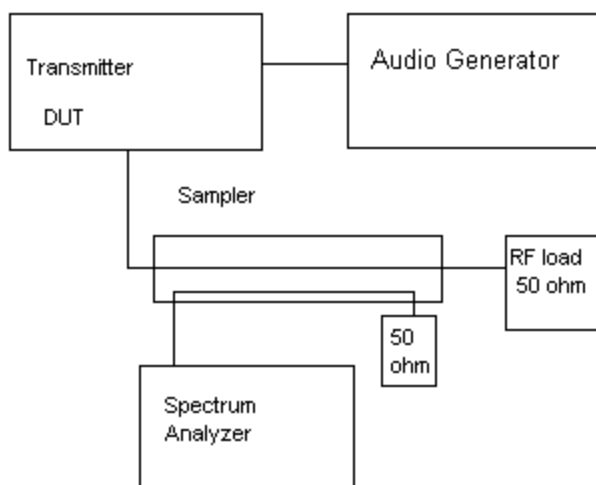 Transmitter
DUT
Audio Generator
Sampler
RF load
50 ohm
50
ohm
Spectrum
Analyzer